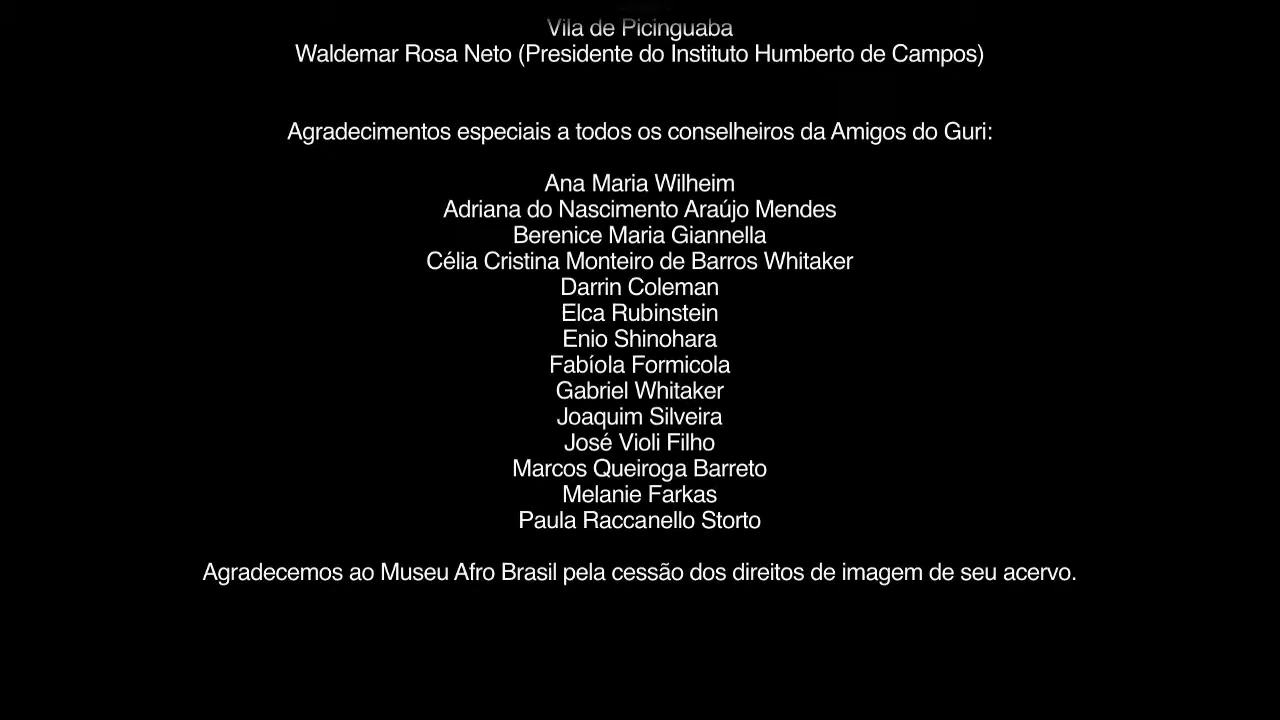 Vila de Picinguaba
Waldemar Rosa Neto (Presidente do Instituto Humberto de Campos)
Agradecimentos especiais a todos os conselheiros da Amigos do Guri:
Ana Maria Wilheim
Adriana do Nascimento Araújo Mendes
Berenice Maria Giannella
Célia Cristina Monteiro de Barros Whitaker
Darrin Coleman
Elca Rubinstein
Enio Shinohara
Fabíola Formicola
Gabriel Whitaker
Joaquim Silveira
José Violi Filho
Marcos Queiroga Barreto
Melanie Farkas
Paula Raccanello Storto
Agradecemos ao Museu Afro Brasil pela cessão dos direitos de imagem de seu acervo.